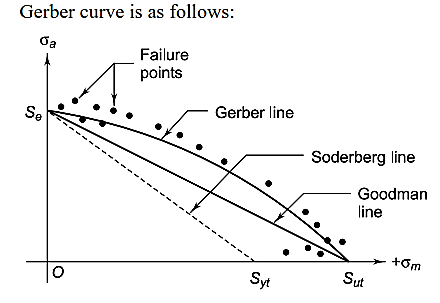 Gerber curve is as follows:
σa
Failure
points
Se
Gerber line
Soderberg line
Goodman
line
O
Syt
Sut
+σm